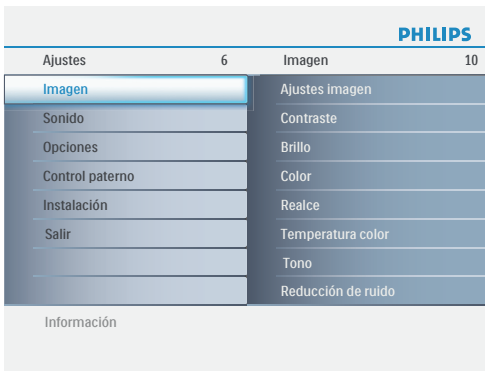 PHILIPS
Ajustes 6 Imagen 10
Imagen Ajustes imagen
Sonido Contraste
Opciones Brillo
Control paterno Color
Instalación Realce
Salir Temperatura color
Tono
Reducción de ruido
Información